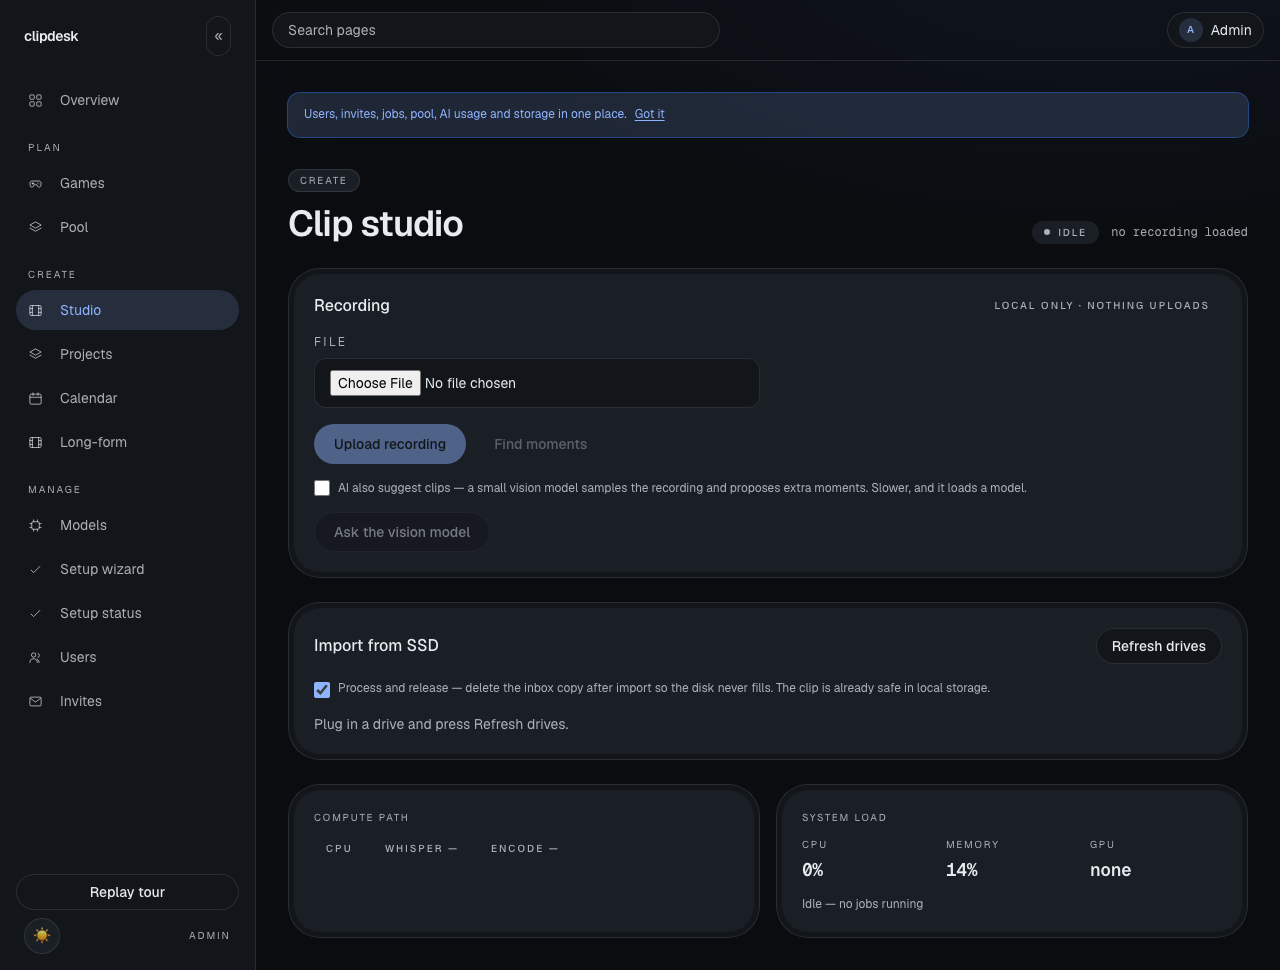 clipdesk
«
Search pages
A
Admin
Overview
PLAN
Games
Pool
CREATE
Studio
Projects
Calendar
Long-form
MANAGE
Models
Setup wizard
Setup status
Users
Invites
Replay tour
ADMIN
Users, invites, jobs, pool, AI usage and storage in one place. Got it
CREATE
Clip studio
IDLE
no recording loaded
Recording
LOCAL ONLY · NOTHING UPLOADS
FILE
Choose File No file chosen
Upload recording
Find moments
AI also suggest clips — a small vision model samples the recording and proposes extra moments. Slower, and it loads a model.
Ask the vision model
Import from SSD
Refresh drives
Process and release — delete the inbox copy after import so the disk never fills. The clip is already safe in local storage.
Plug in a drive and press Refresh drives.
COMPUTE PATH
CPU
WHISPER —
ENCODE —
SYSTEM LOAD
CPU
MEMORY
GPU
0%
14%
none
Idle — no jobs running